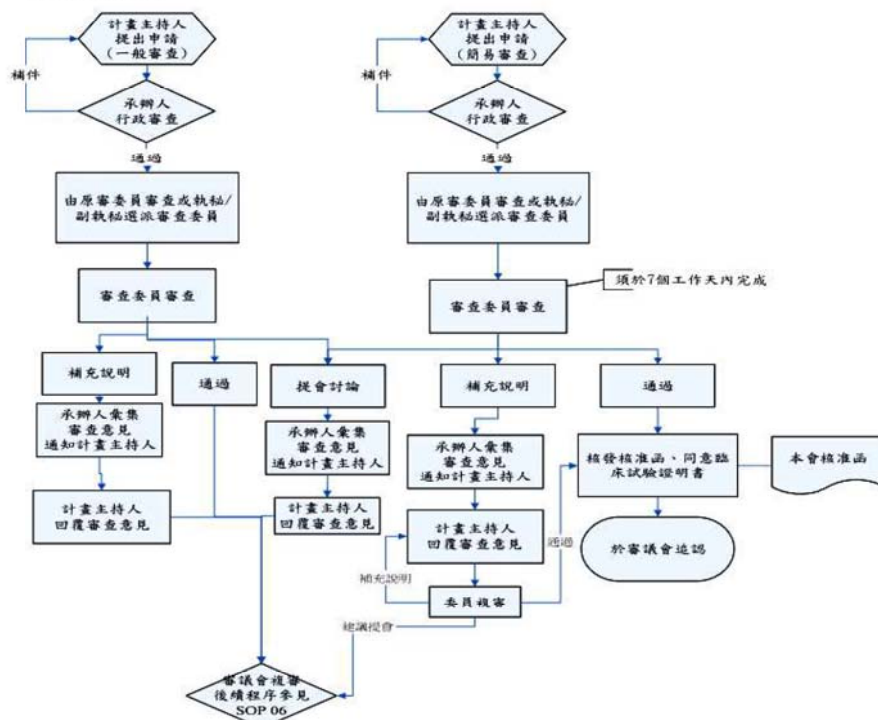 計畫主持人
提出申請
(一般審查)
補件
承辦人
行政審查
通過
由原審委員審查或執秘/
副執秘選派審查委員
審查委員審查
補充說明
承辦人彙集
審查意見
通知計畫主持人
計畫主持人
回覆審查意見
通過
提會討論
承辦人彙集
審查意見
通知計畫主持人
計畫主持人
回覆審查意見
計畫主持人
提出申請
(簡易審查)
補件
承辦人
行政審查
通過
由原審委員審查或執秘/
副執秘選派審查委員
審查委員審查
須於7個工作天內完成
補充說明
承辦人彙集
審查意見
通知計畫主持人
計畫主持人
回覆審查意見
補充說明
委員複審
通過
建議提會
通過
核發核准函、同意臨
床試驗證明書
本會核准函
於審議會追認
審議會複審
後續程序參見
SOP 06